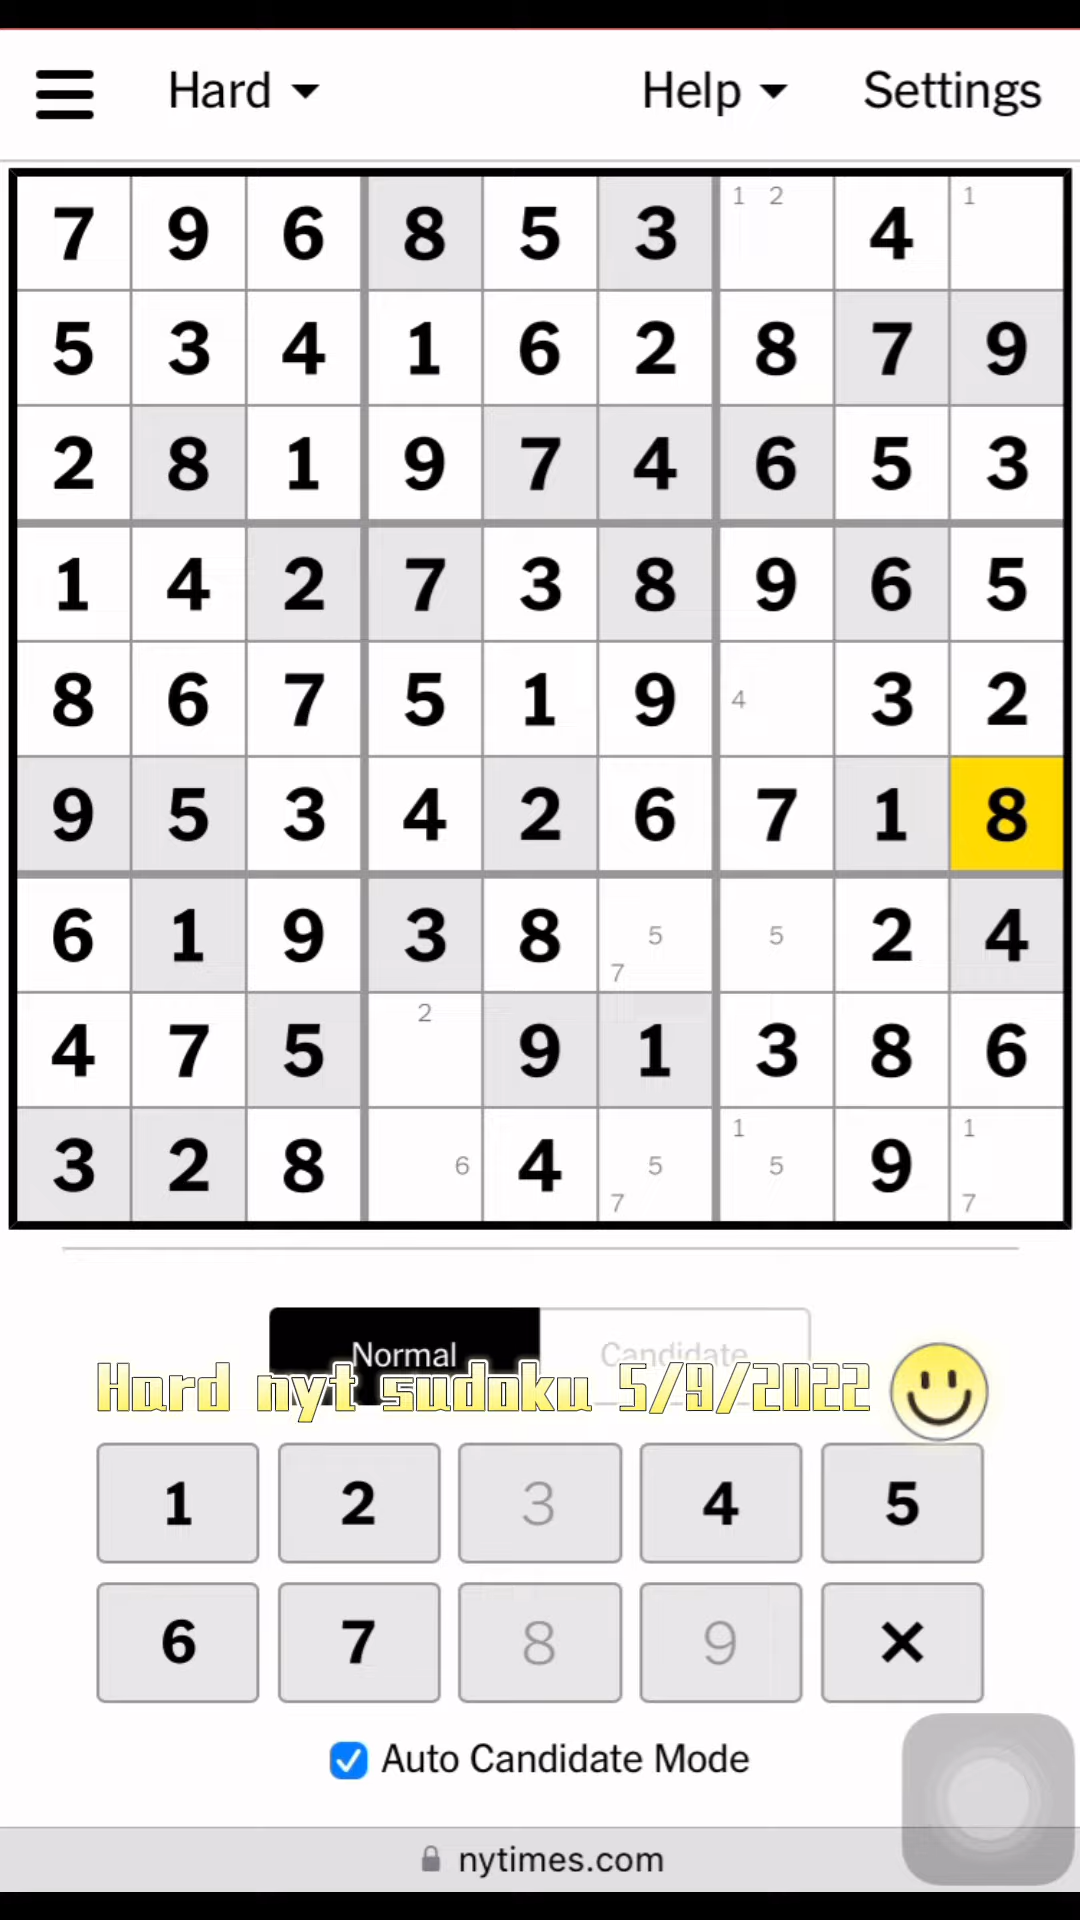 Hard Help Settings
7 9 6 8 5 3 1 2 4 1
5 3 4 1 6 2 8 7 9
2 8 1 9 7 4 6 5 3
1 4 2 7 3 8 9 6 5
8 6 7 5 1 9 4 3 2
9 5 3 4 2 6 7 1 8
6 1 9 3 8 5 7 5 2 4
4 7 5 2 9 1 3 8 6
3 2 8 6 4 5 7 1 5 9 1 7
Normal Candidate
Hard nyt sudoku 5/9/2022
1 2 3 4 5
6 7 8 9 ×
Auto Candidate Mode
nytimes.com